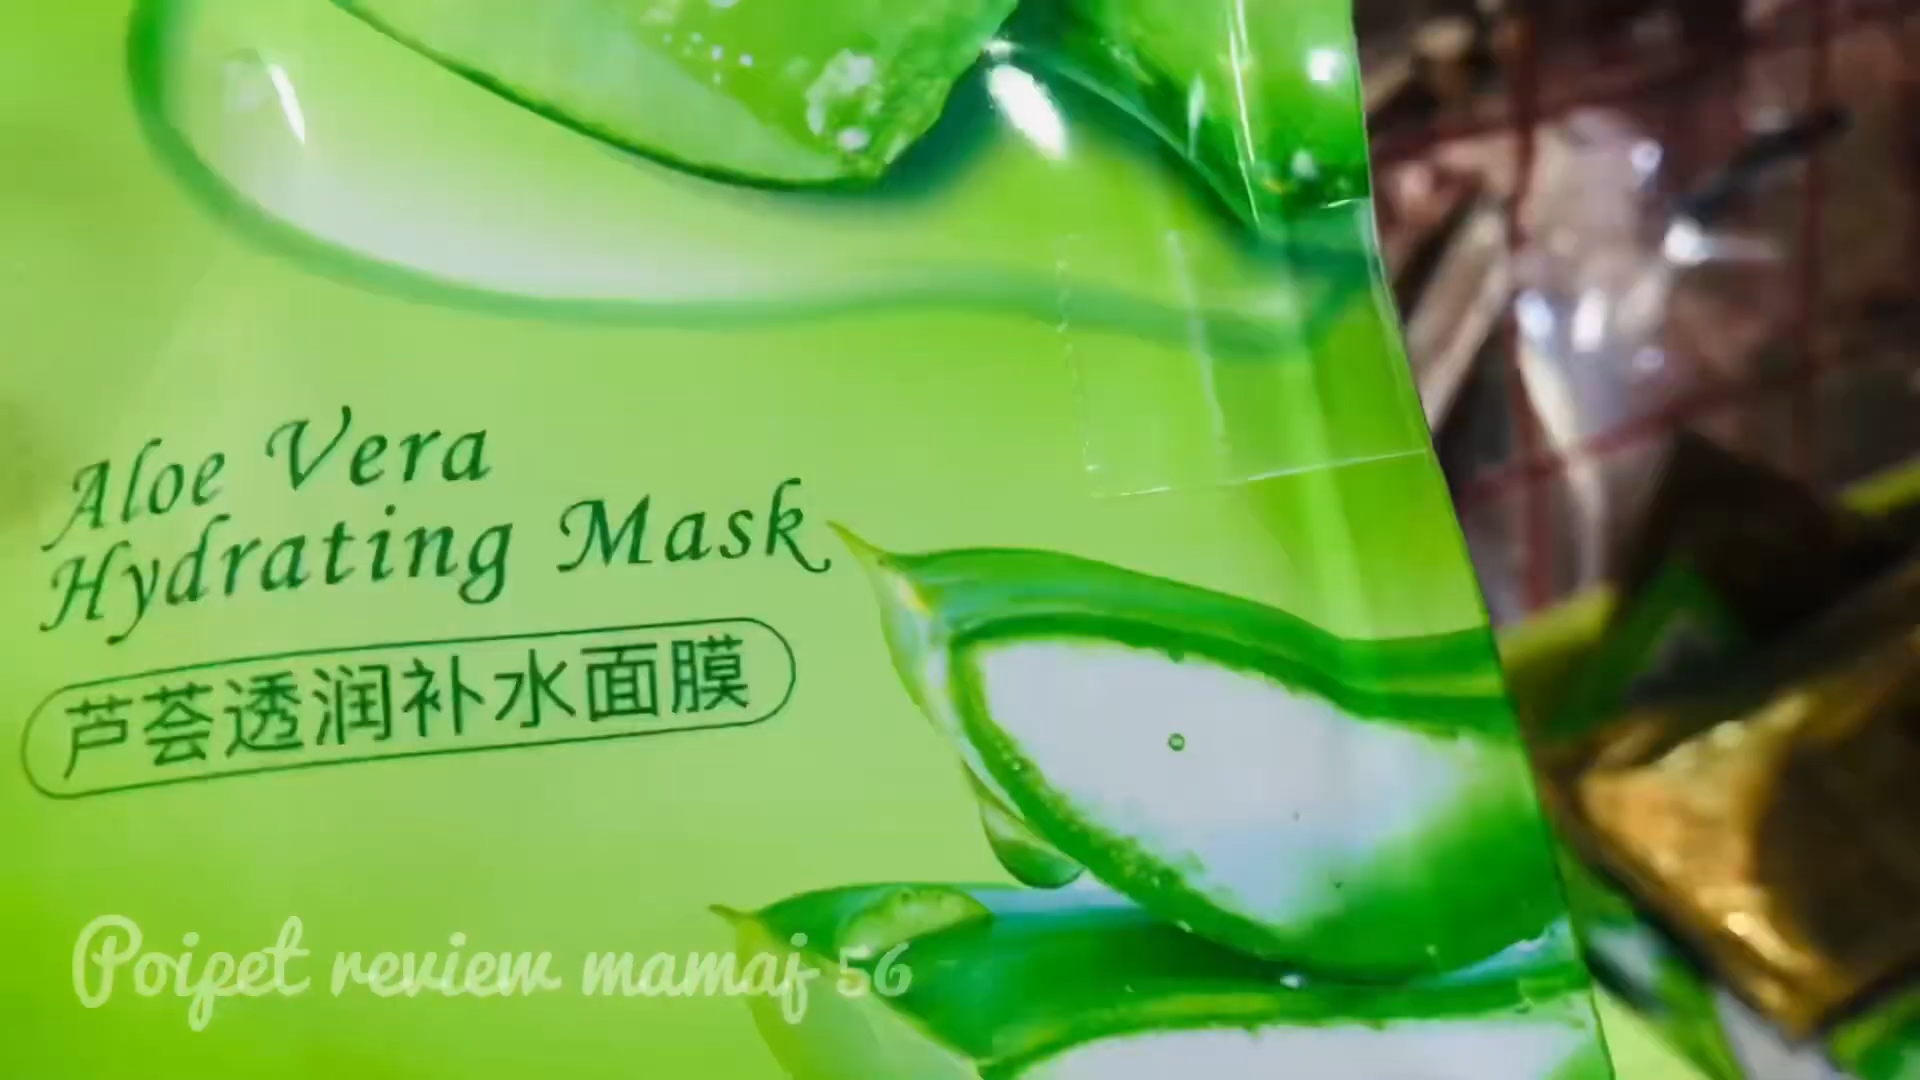 Aloe Vera
Hydrating Mask
芦荟透润补水面膜
Poipet review mamaj 56